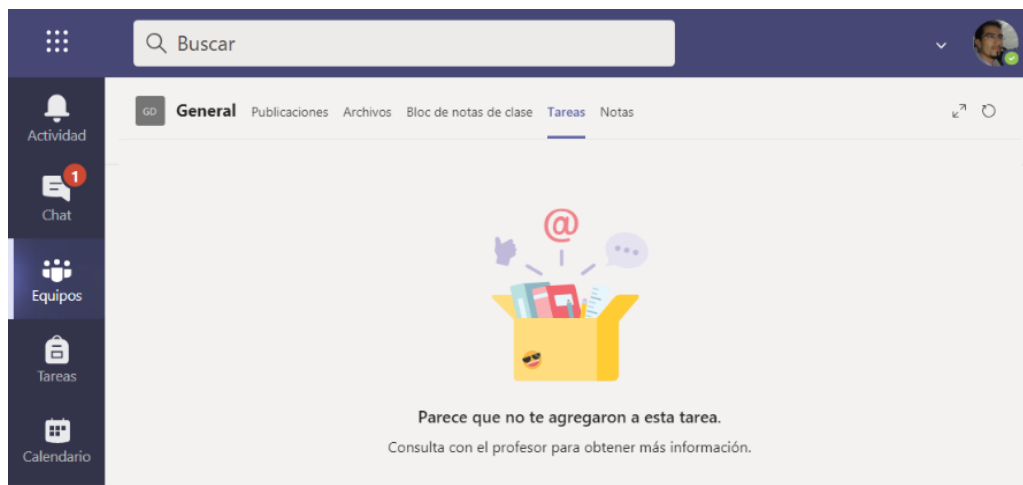 Buscar
GD General Publicaciones Archivos Bloc de notas de clase Tareas Notas
Actividad
1
Chat
Equipos
Tareas
Calendario
@
Parece que no te agregaron a esta tarea.
Consulta con el profesor para obtener más información.